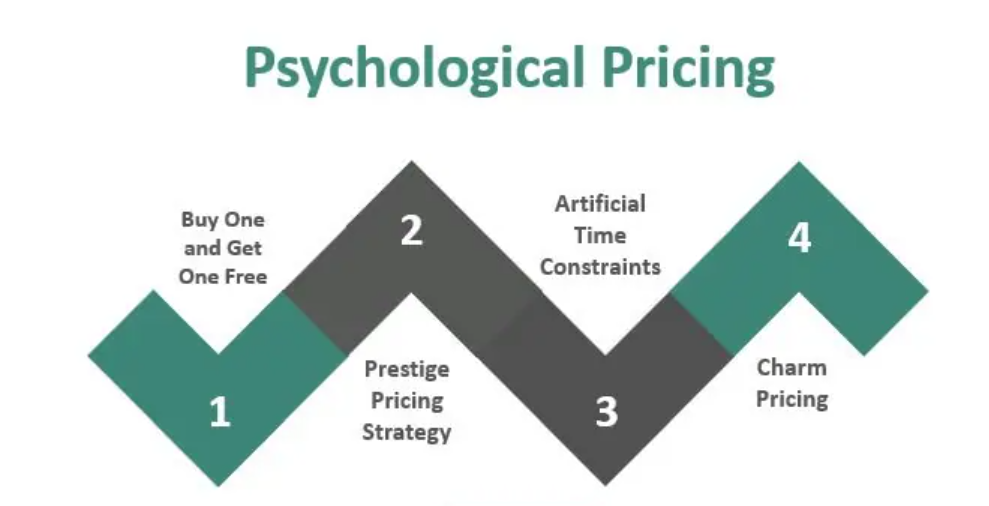 Psychological Pricing
Buy One
and Get
One Free
1
2
Prestige
Pricing
Strategy
Artificial
Time
Constraints
3
4
Charm
Pricing